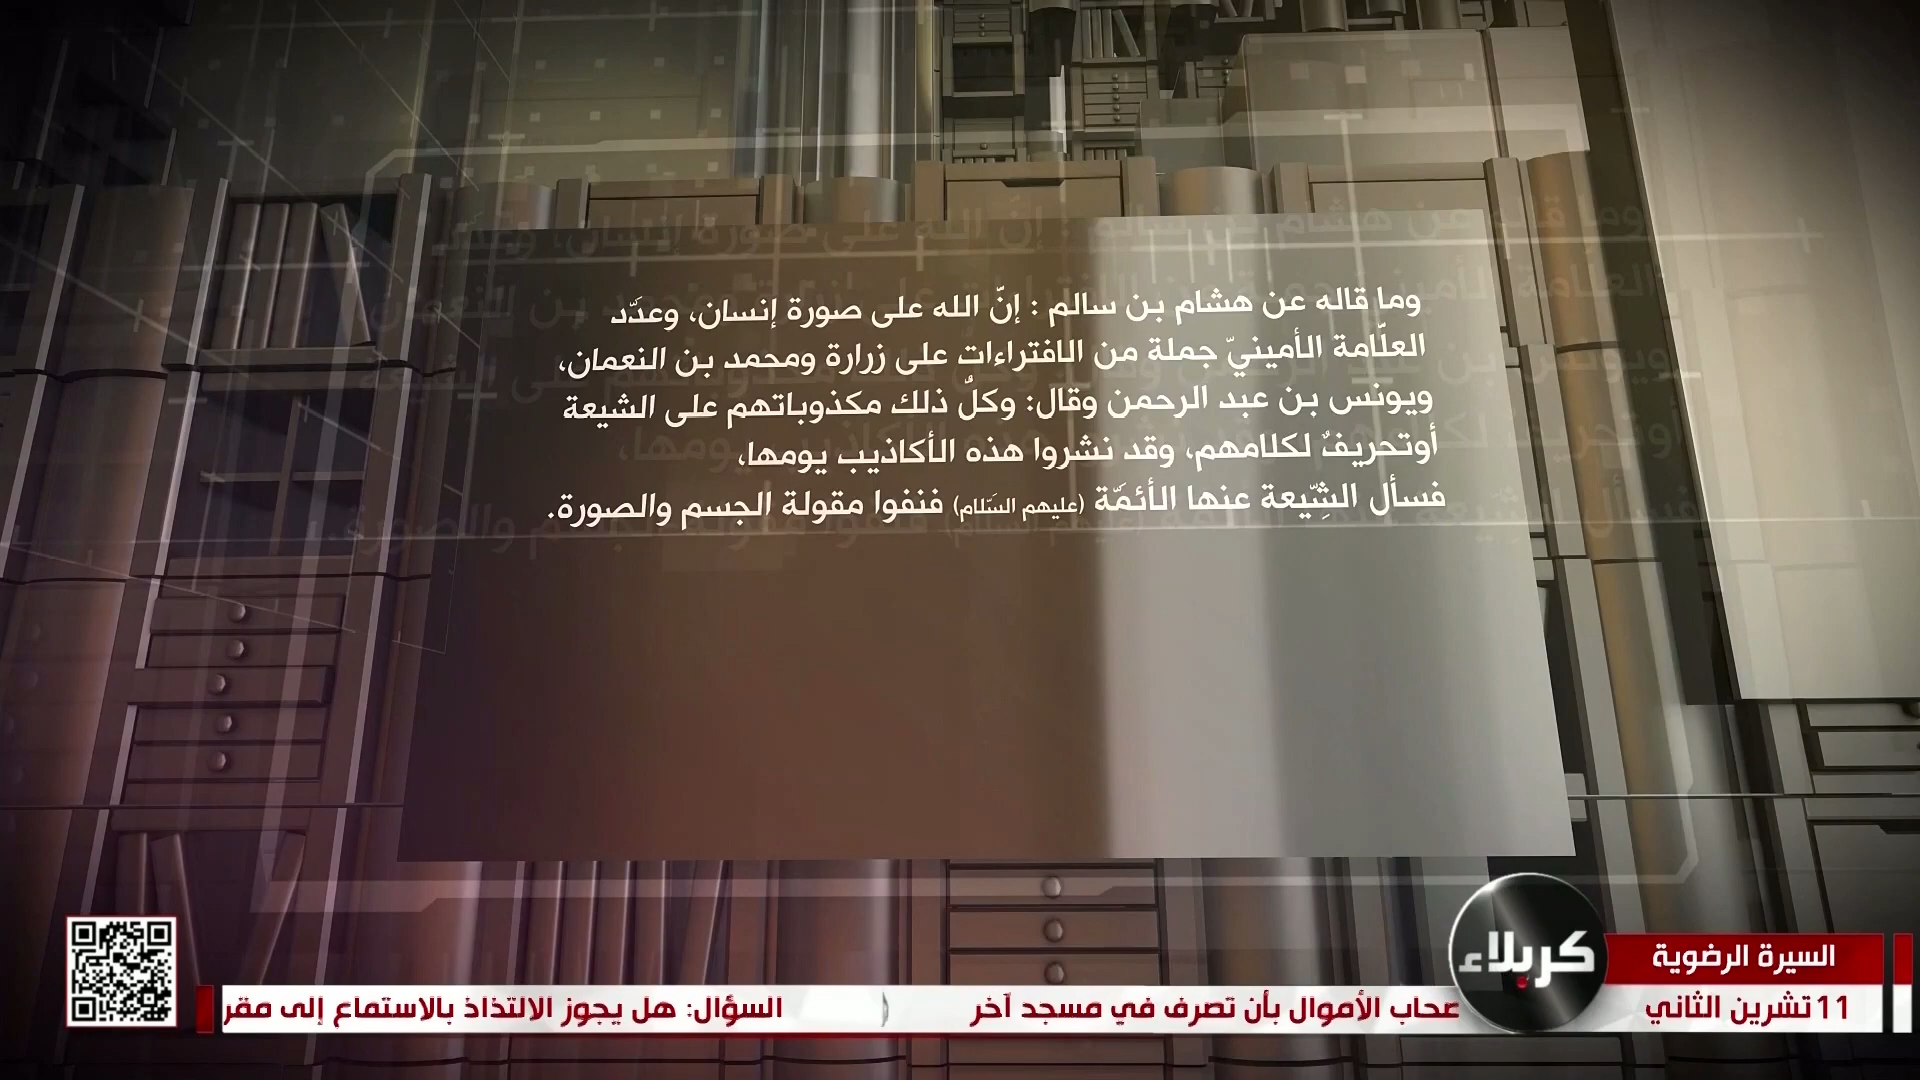 وما قاله عن هشام بن سالم : إنّ الله على صورة إنسان، وعدّد
العلّامة الأمينيّ جملة من الافتراءات على زرارة ومحمد بن النعمان،
ويونس بن عبد الرحمن وقال: وكلٌّ ذلك مكذوباتهم على الشيعة
أوتحريفٌ لكلامهم، وقد نشروا هذه الأكاذيب يومها،
فسأل الشِّيعة عنها الأئمّة (عليهم السّلام) فنفوا مقولة الجسم والصورة.
كربلاء
السيرة الرضوية
11 تشرين الثاني
صحاب الأموال بأن تصرف في مسجد آخر
السؤال: هل يجوز الالتذاذ بالاستماع إلى مقر